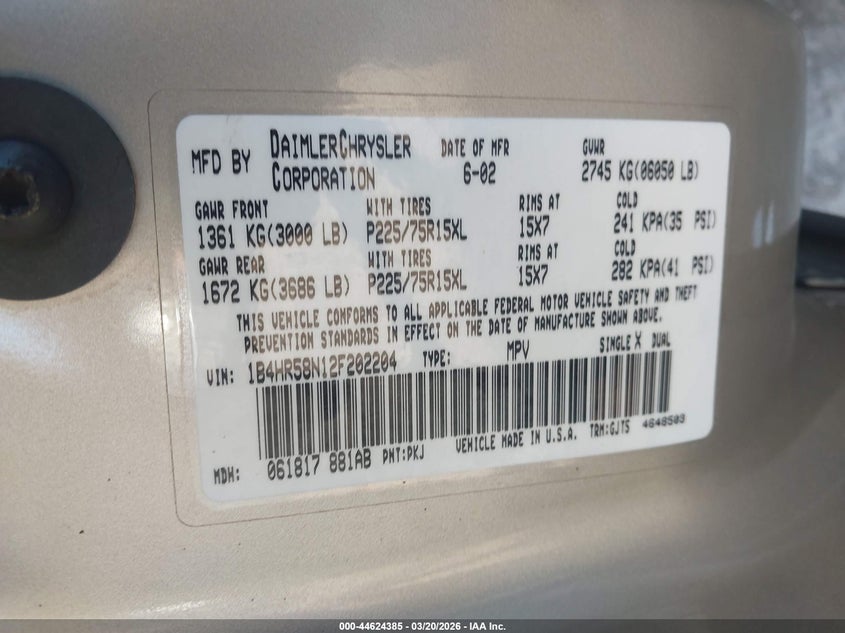 MFD BY DAIMLERCHRYSLER CORPORATION DATE OF MFR 6-02 GVWR 2745 KG(06050 LB)
GAWR FRONT WITH TIRES RIMS AT COLD
1361 KG(3000 LB) P225/75R15XL 15X7 241 KPA(35 PSI)
GAWR REAR WITH TIRES RIMS AT COLD
1672 KG(3686 LB) P225/75R15XL 15X7 282 KPA(41 PSI)
THIS VEHICLE CONFORMS TO ALL APPLICABLE FEDERAL MOTOR VEHICLE SAFETY AND THEFT
PREVENTION STANDARDS IN EFFECT ON THE DATE OF MANUFACTURE SHOWN ABOVE.
VIN: 1B4HR58N12F202204 TYPE: MPV SINGLE X DUAL
MDH: 061817 881AB PNT:PKJ VEHICLE MADE IN U.S.A. TRM:GJT5 4648503
000-44624385 - 03/20/2026 - IAA Inc.